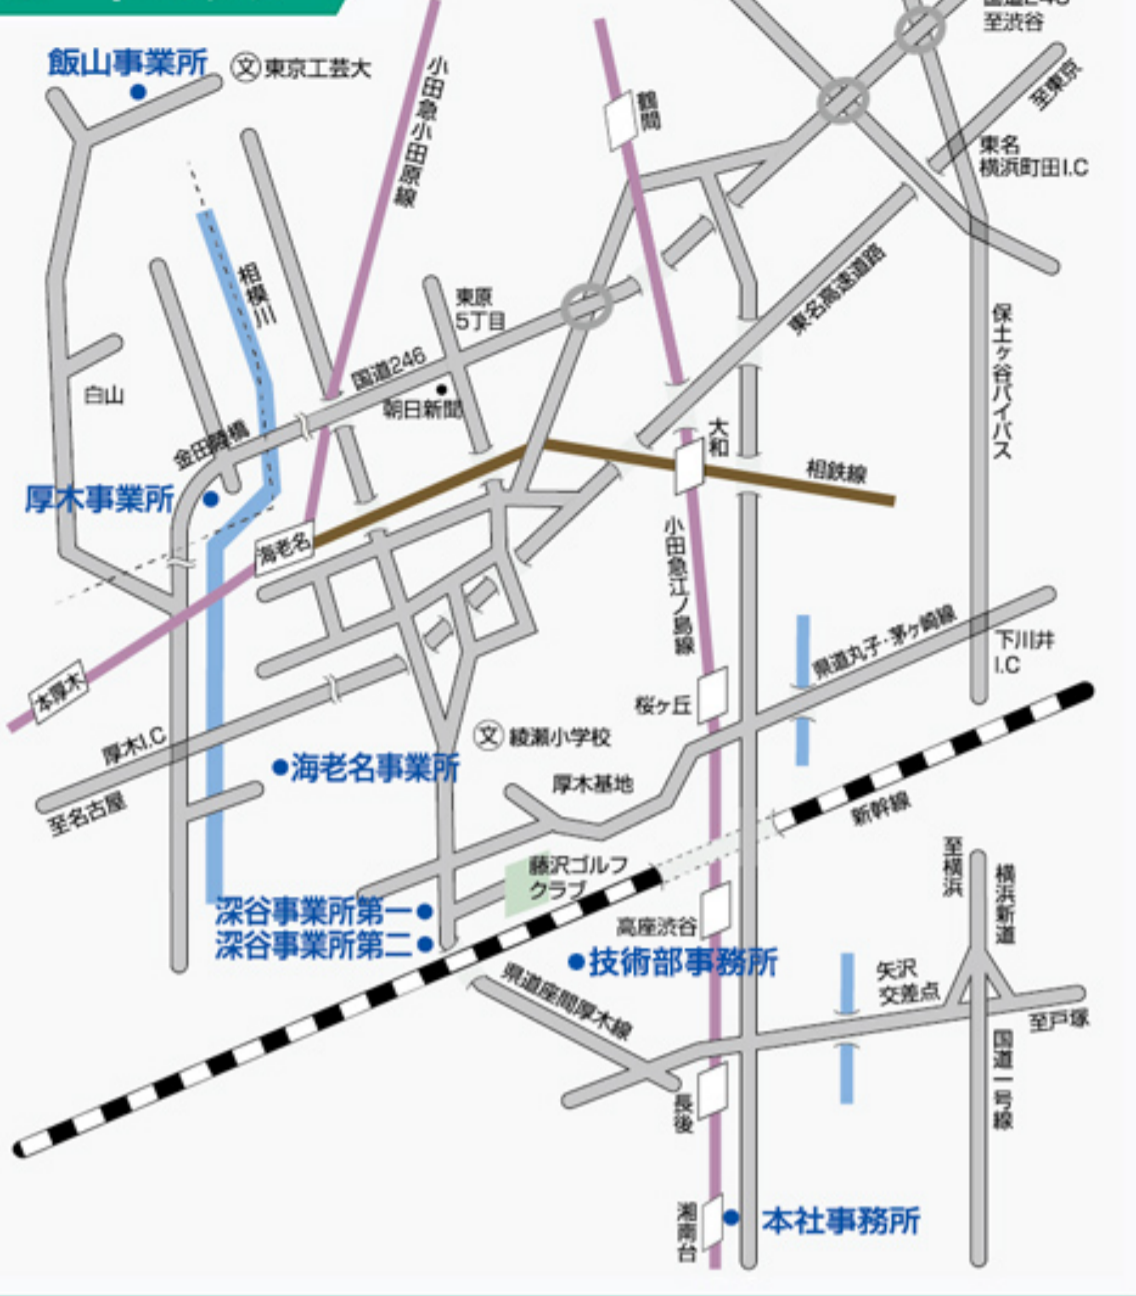 至渋谷
飯山事業所
文 東京工芸大
小田急小田原線
鶴間
至東京
東名
横浜町田I.C
相模川
東原
5丁目
東名高速道路
保土ヶ谷バイパス
国道246
白山
朝日新聞
金田陸橋
大和
相鉄線
厚木事業所
海老名
小田急江ノ島線
県道丸子・茅ヶ崎線
下川井
I.C
本厚木
桜ヶ丘
厚木I.C
文 綾瀬小学校
海老名事業所
厚木基地
至名古屋
新幹線
藤沢ゴルフ
クラブ
至横浜
横浜新道
深谷事業所第一
高座渋谷
深谷事業所第二
技術部事務所
県道座間厚木線
矢沢
交差点
至戸塚
国道一号線
長後
湘南台
本社事務所